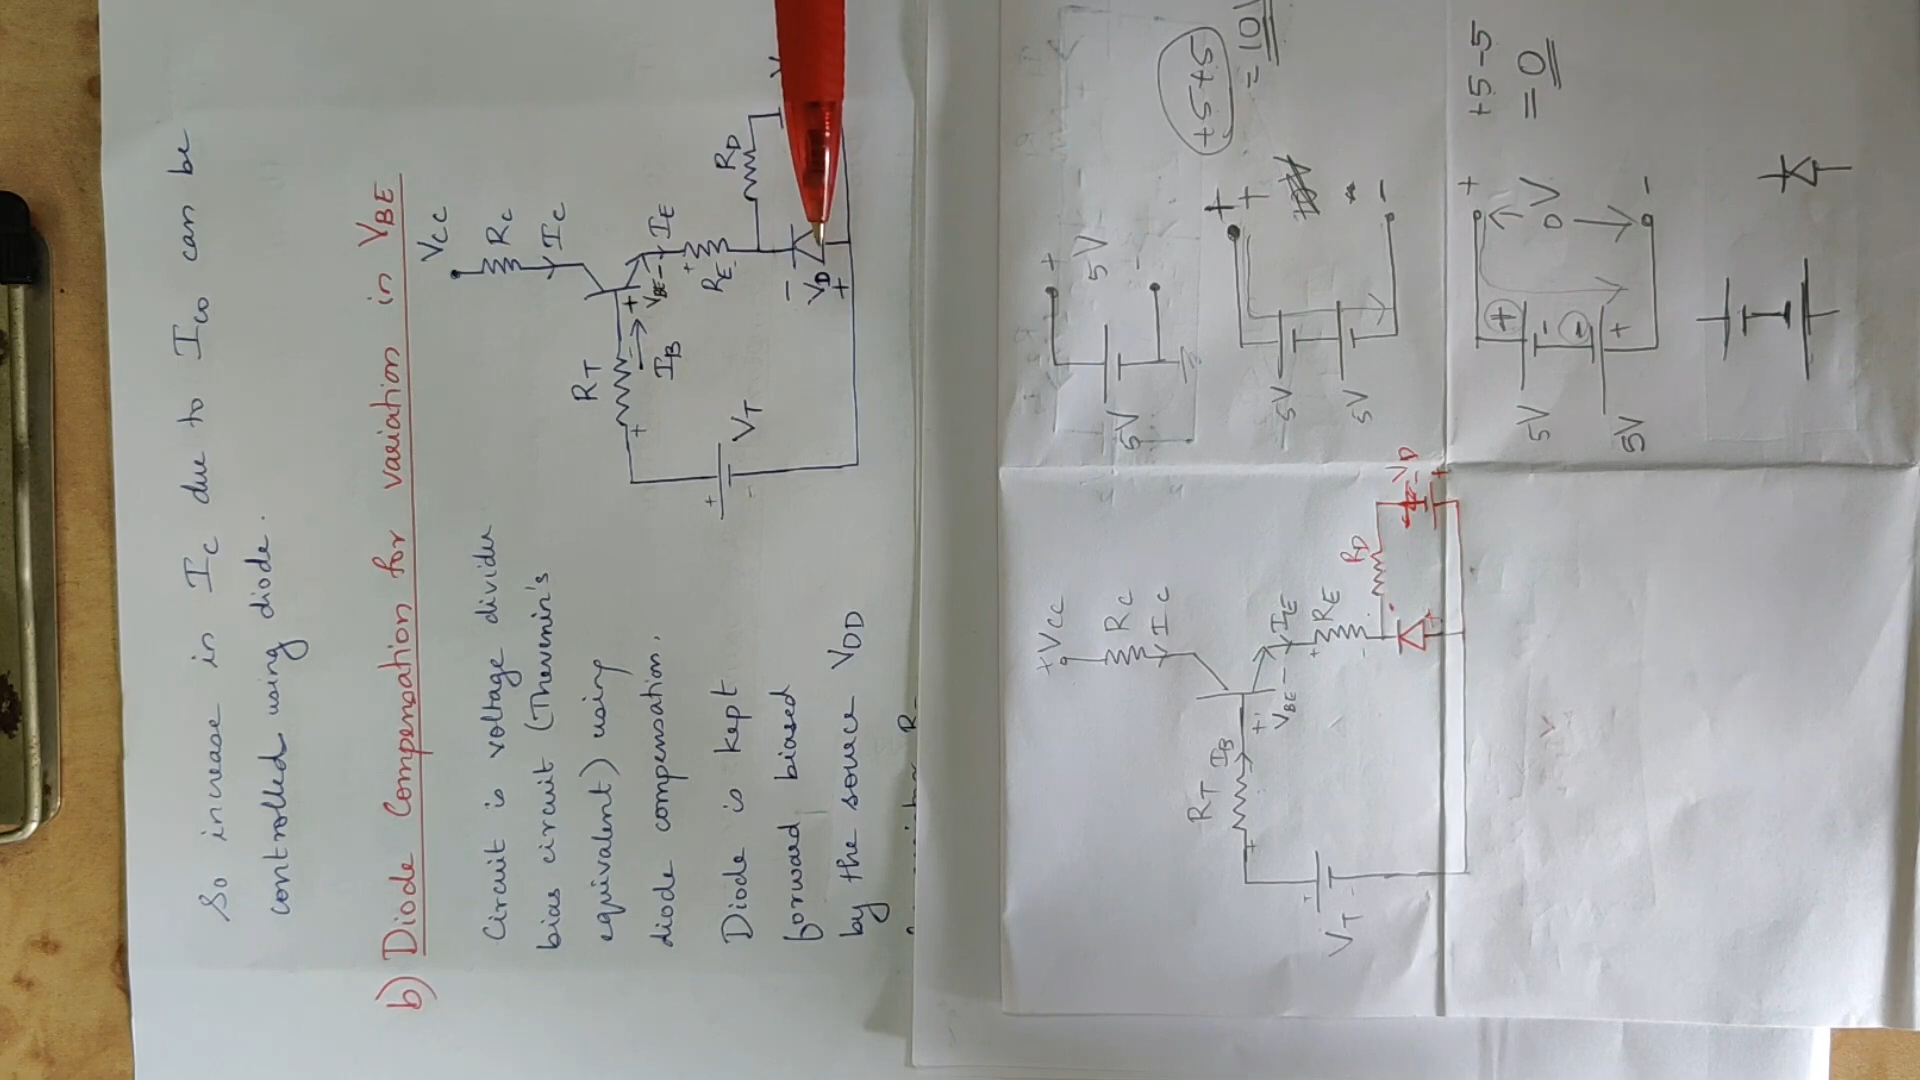 So increase in IC due to ICO can be
controlled using diode.
b) Diode Compensation for variation in VBE
Circuit is voltage divider
bias circuit (Thevenin's
equivalent) using
diode compensation.
Diode is kept
forward biased
by the source VDD
VCC
RC
IC
RT
+
IB
+
VBE -
IE
+
RE
RD
V
-
VD
+
+
-
VT
+VCC
RC
IC
RT
IB
+
+
VBE -
IE
+
RE
-
RD
- VD
+
+
VT
5V
+
5V
-
+5+5
= 10V
5V
5V
+
+
-
+5-5
= 0
5V
5V
+
-
-
+
+
0V
-